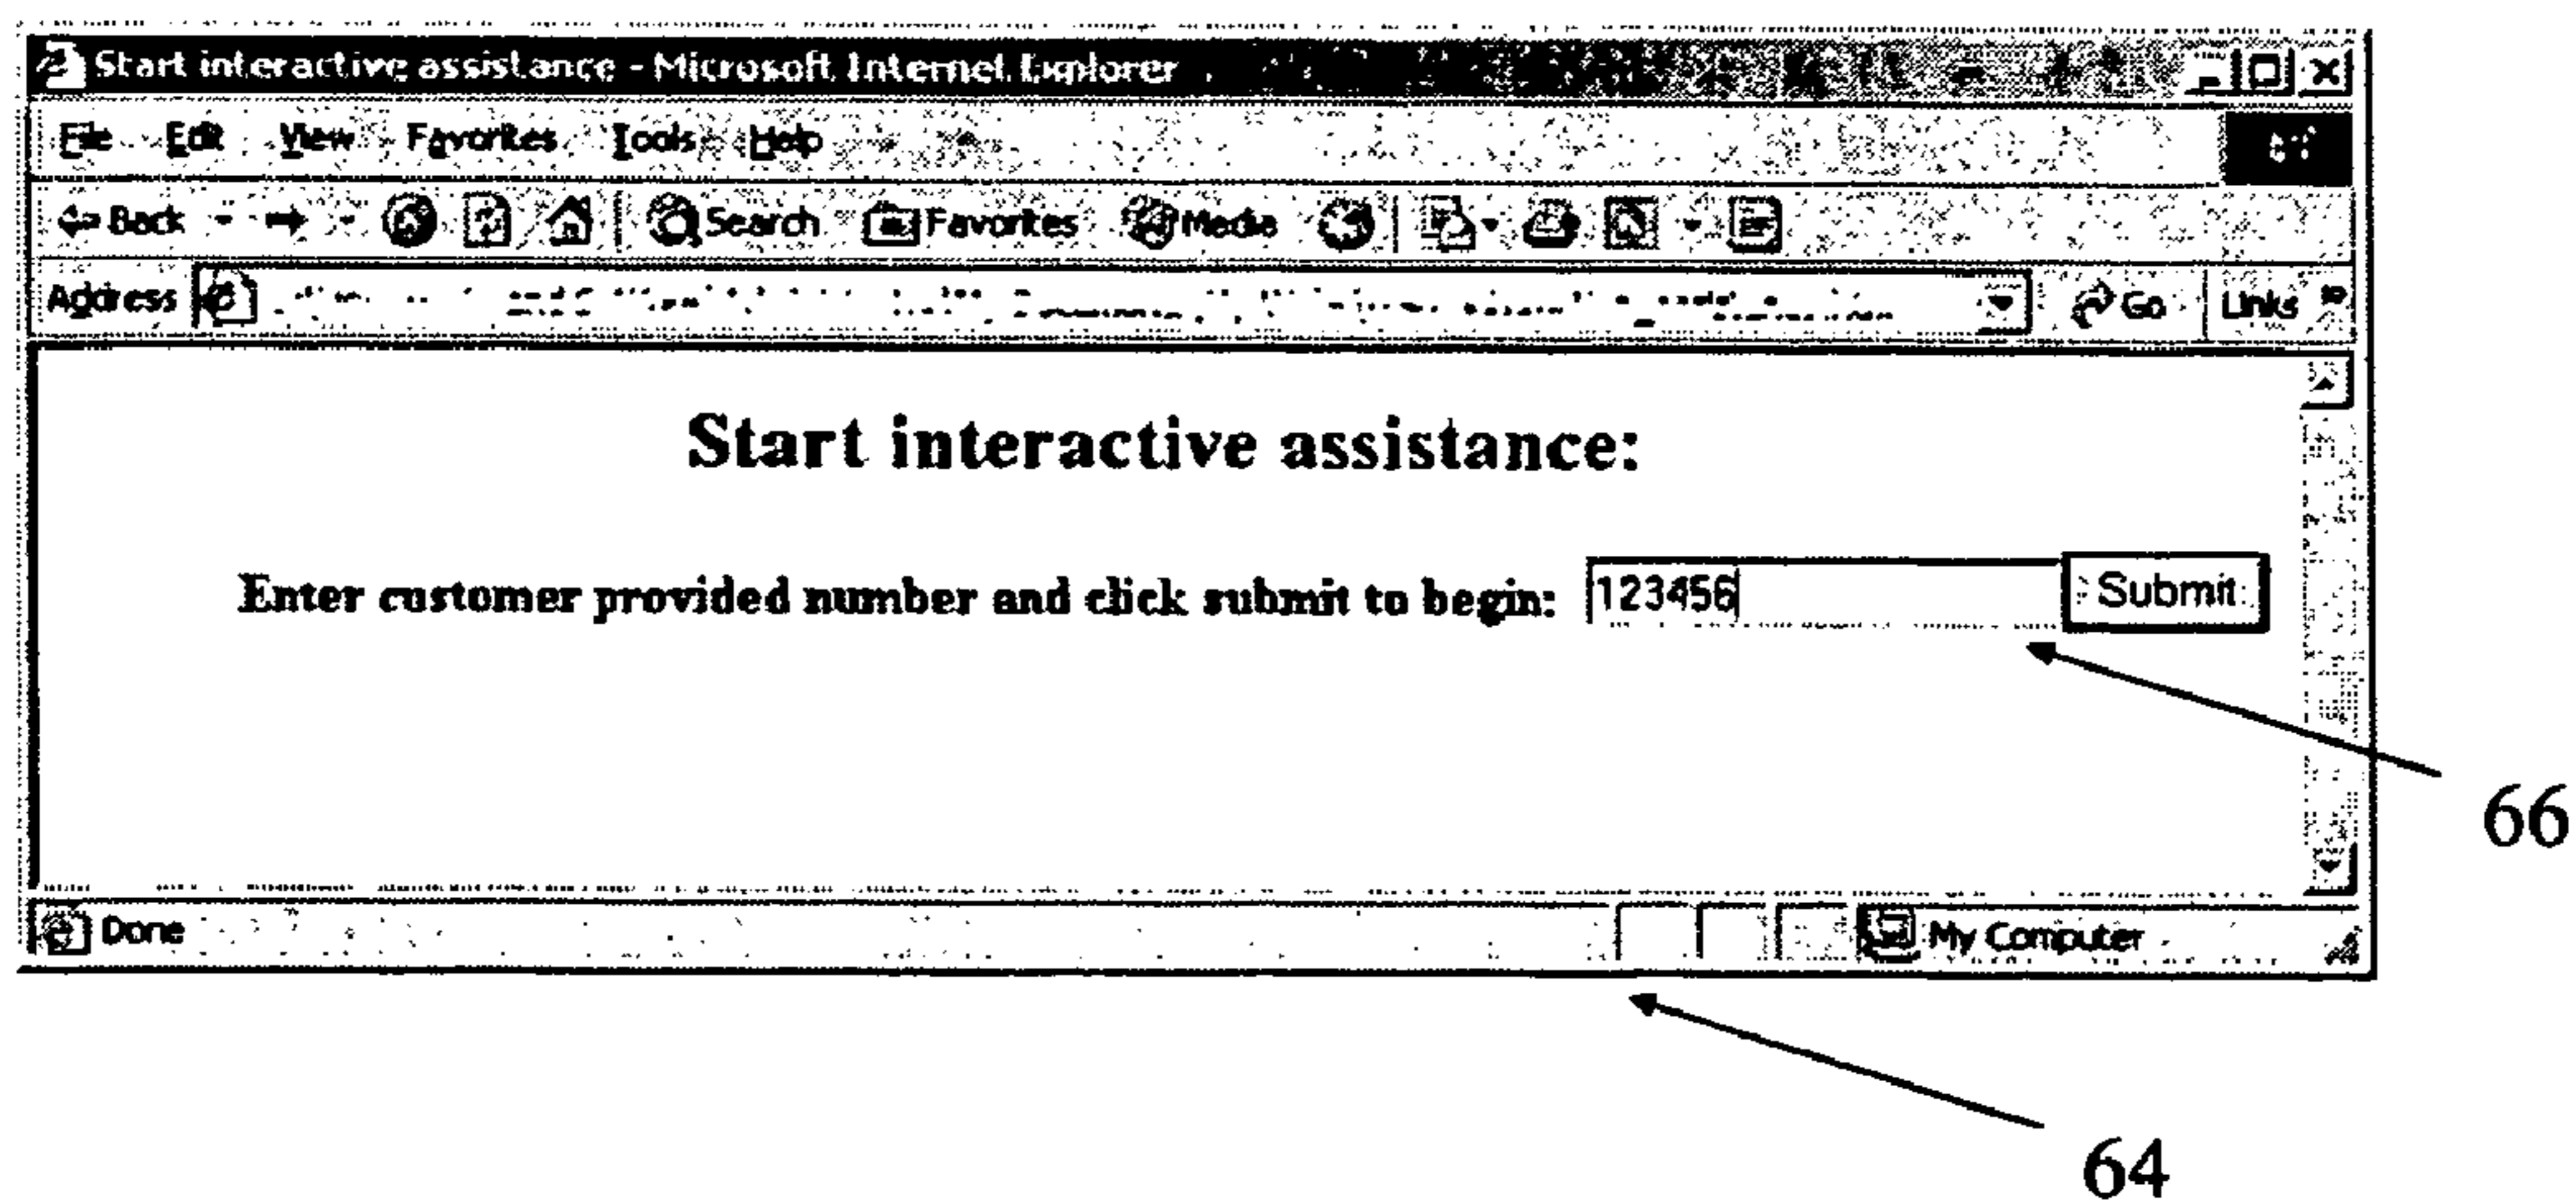 Start interactive assistance - Microsoft Internet Explorer
File Edit View Favorites Tools Help
Back Search Favorites Media
Address Go Links »
Start interactive assistance:
Enter customer provided number and click submit to begin: 123456 Submit
66
Done My Computer
64